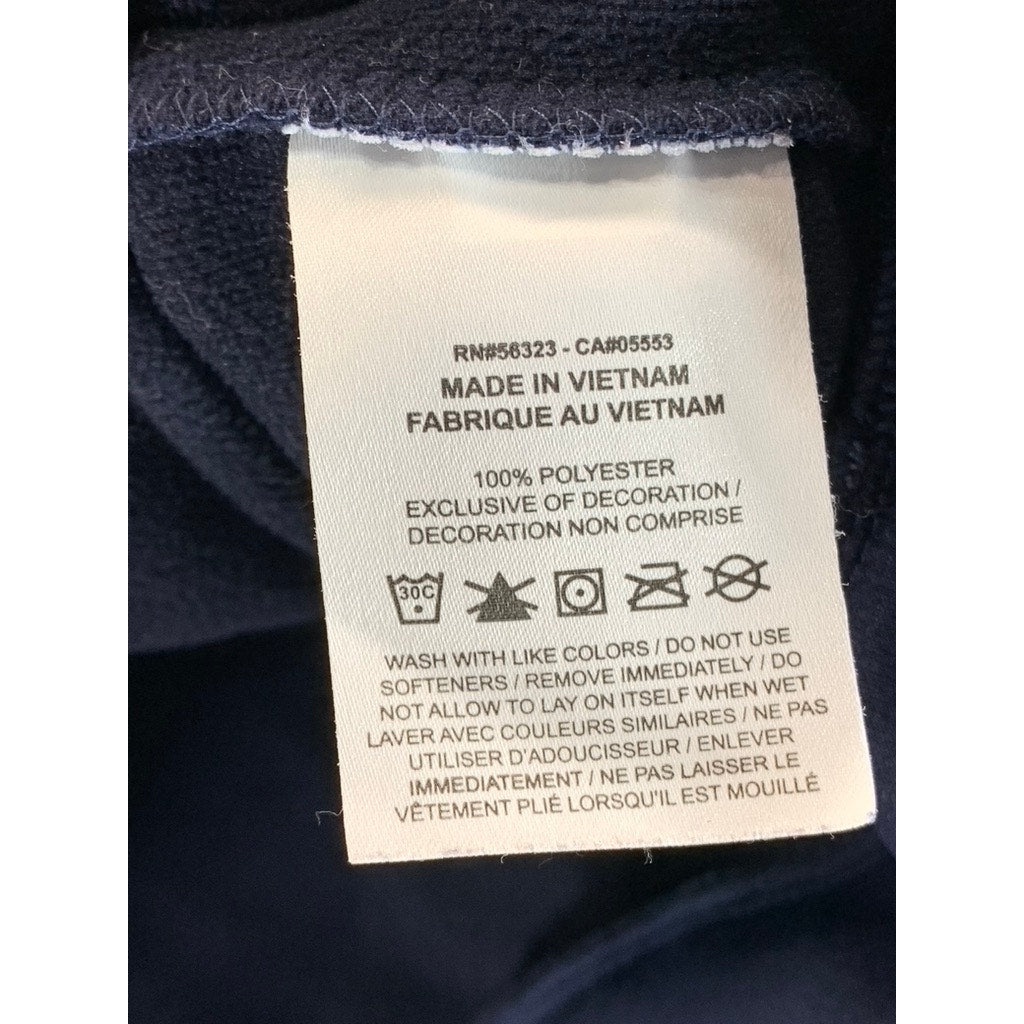 RN#56323 - CA#05553
MADE IN VIETNAM
FABRIQUE AU VIETNAM
100% POLYESTER
EXCLUSIVE OF DECORATION /
DECORATION NON COMPRISE
30C
WASH WITH LIKE COLORS / DO NOT USE
SOFTENERS / REMOVE IMMEDIATELY / DO
NOT ALLOW TO LAY ON ITSELF WHEN WET
LAVER AVEC COULEURS SIMILAIRES / NE PAS
UTILISER D'ADOUCISSEUR / ENLEVER
IMMEDIATEMENT / NE PAS LAISSER LE
VÊTEMENT PLIÉ LORSQU'IL EST MOUILLÉ